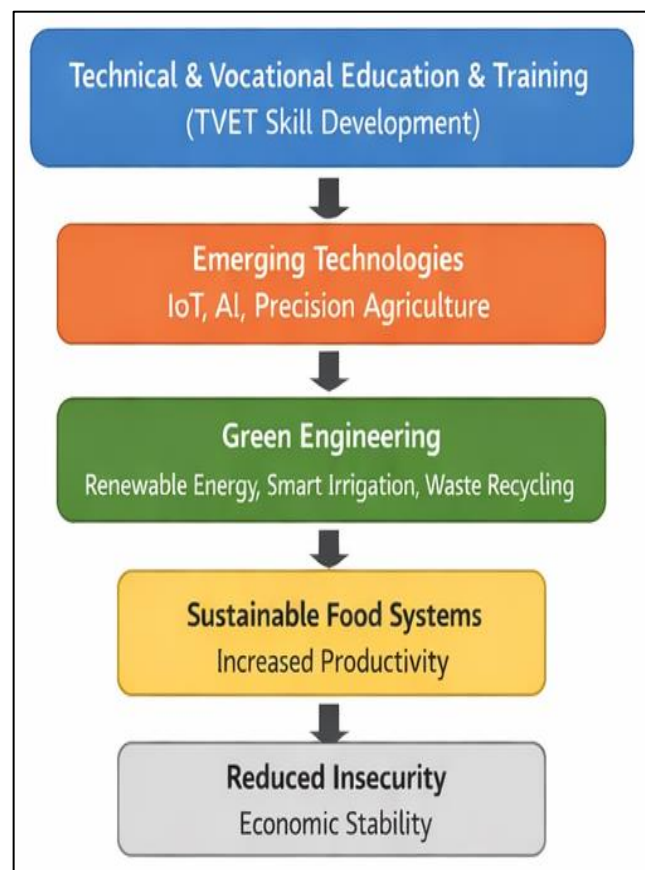 Technical & Vocational Education & Training
(TVET Skill Development)
Emerging Technologies
IoT, AI, Precision Agriculture
Green Engineering
Renewable Energy, Smart Irrigation, Waste Recycling
Sustainable Food Systems
Increased Productivity
Reduced Insecurity
Economic Stability